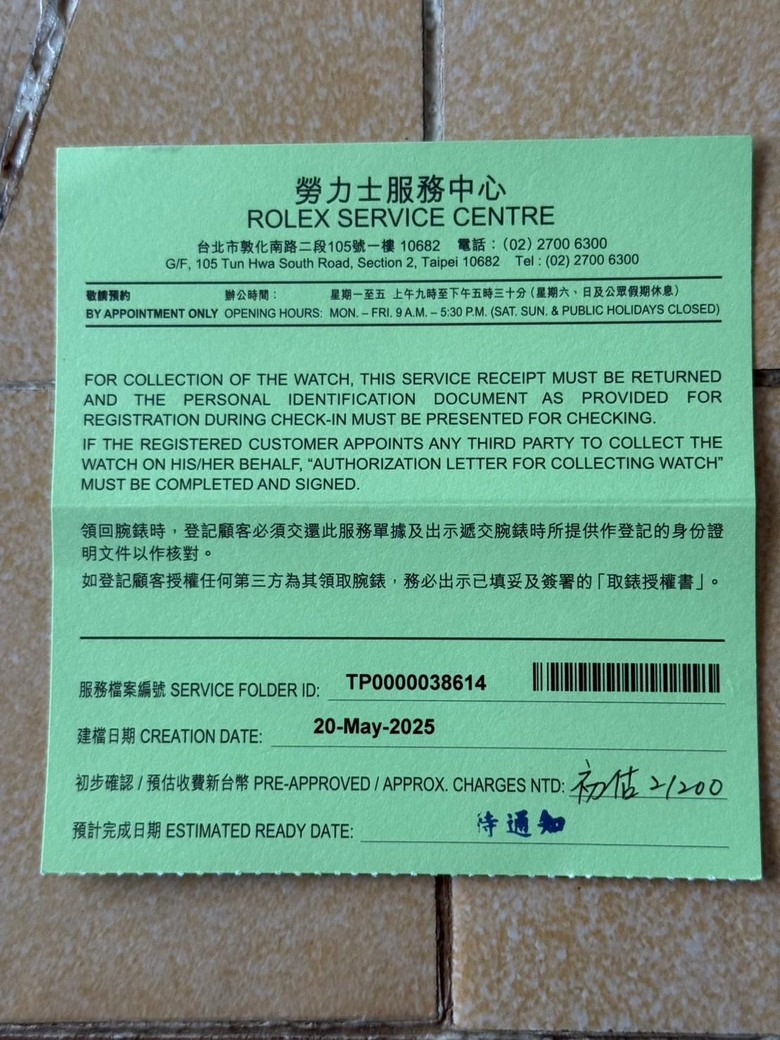 勞力士服務中心
ROLEX SERVICE CENTRE
台北市敦化南路二段105號一樓 10682 電話：(02) 2700 6300
G/F, 105 Tun Hwa South Road, Section 2, Taipei 10682 Tel : (02) 2700 6300
敬請預約 辦公時間： 星期一至五 上午九時至下午五時三十分 (星期六、日及公眾假期休息)
BY APPOINTMENT ONLY OPENING HOURS: MON. – FRI. 9 A.M. – 5:30 P.M. (SAT. SUN. & PUBLIC HOLIDAYS CLOSED)
FOR COLLECTION OF THE WATCH, THIS SERVICE RECEIPT MUST BE RETURNED
AND THE PERSONAL IDENTIFICATION DOCUMENT AS PROVIDED FOR
REGISTRATION DURING CHECK-IN MUST BE PRESENTED FOR CHECKING.
IF THE REGISTERED CUSTOMER APPOINTS ANY THIRD PARTY TO COLLECT THE
WATCH ON HIS/HER BEHALF, “AUTHORIZATION LETTER FOR COLLECTING WATCH”
MUST BE COMPLETED AND SIGNED.
領回腕錶時，登記顧客必須交還此服務單據及出示遞交腕錶時所提供作登記的身份證
明文件以作核對。
如登記顧客授權任何第三方為其領取腕錶，務必出示已填妥及簽署的「取錶授權書」。
服務檔案編號 SERVICE FOLDER ID: TP0000038614
建檔日期 CREATION DATE: 20-May-2025
初步確認 / 預估收費新台幣 PRE-APPROVED / APPROX. CHARGES NTD: 初估 21200
預計完成日期 ESTIMATED READY DATE: 待通知